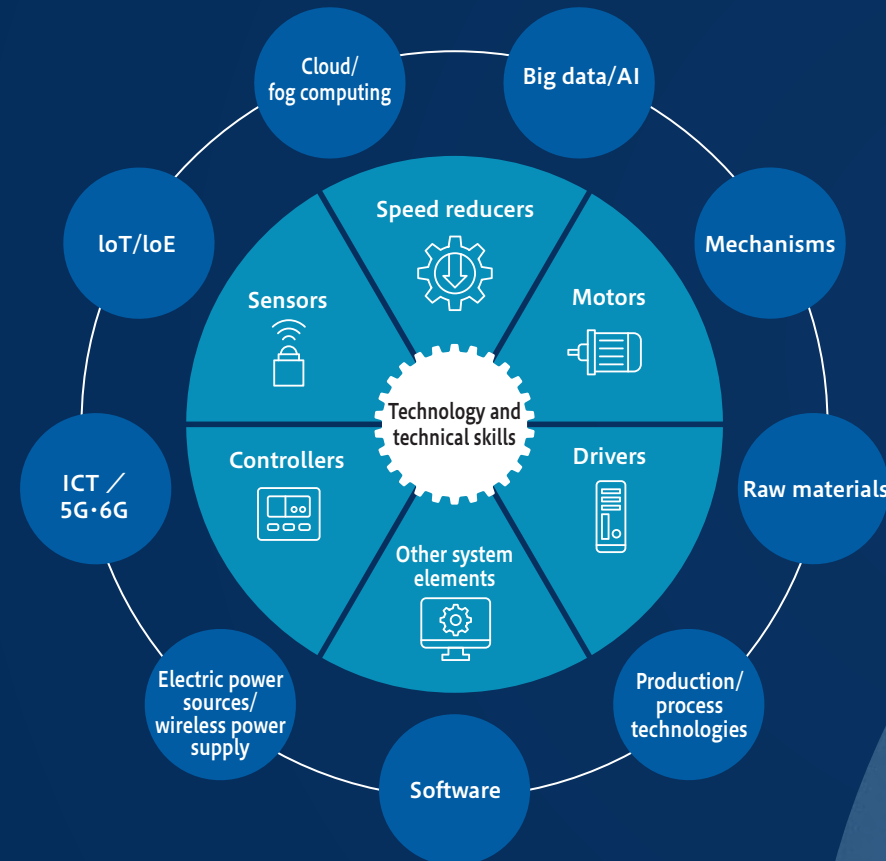 Cloud/
fog computing
Big data/AI
Mechanisms
Raw materials
Production/
process
technologies
Software
Electric power
sources/
wireless power
supply
ICT ／
5G・6G
loT/loE
Speed reducers
Motors
Drivers
Other system
elements
Controllers
Sensors
Technology and
technical skills